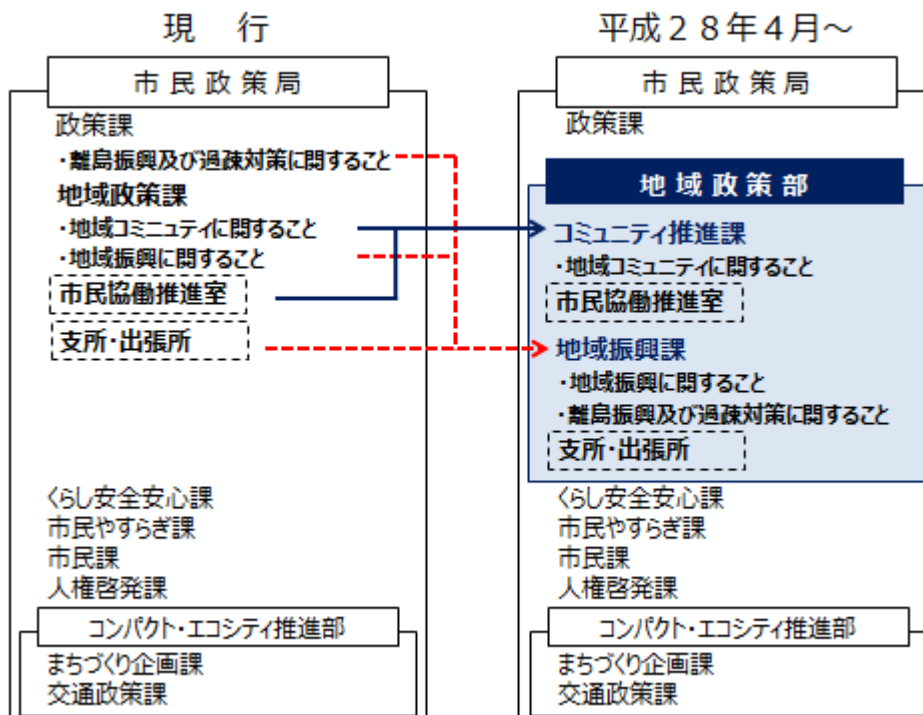 現 行
市民政策局
政策課
・離島振興及び過疎対策に関すること
地域政策課
・地域コミニュティに関すること
・地域振興に関すること
市民協働推進室
支所・出張所
くらし安全安心課
市民やすらぎ課
市民課
人権啓発課
コンパクト・エコシティ推進部
まちづくり企画課
交通政策課
平成28年4月~
市民政策局
政策課
地域政策部
コミュニティ推進課
・地域コミュニティに関すること
市民協働推進室
地域振興課
・地域振興に関すること
・離島振興及び過疎対策に関すること
支所・出張所
くらし安全安心課
市民やすらぎ課
市民課
人権啓発課
コンパクト・エコシティ推進部
まちづくり企画課
交通政策課